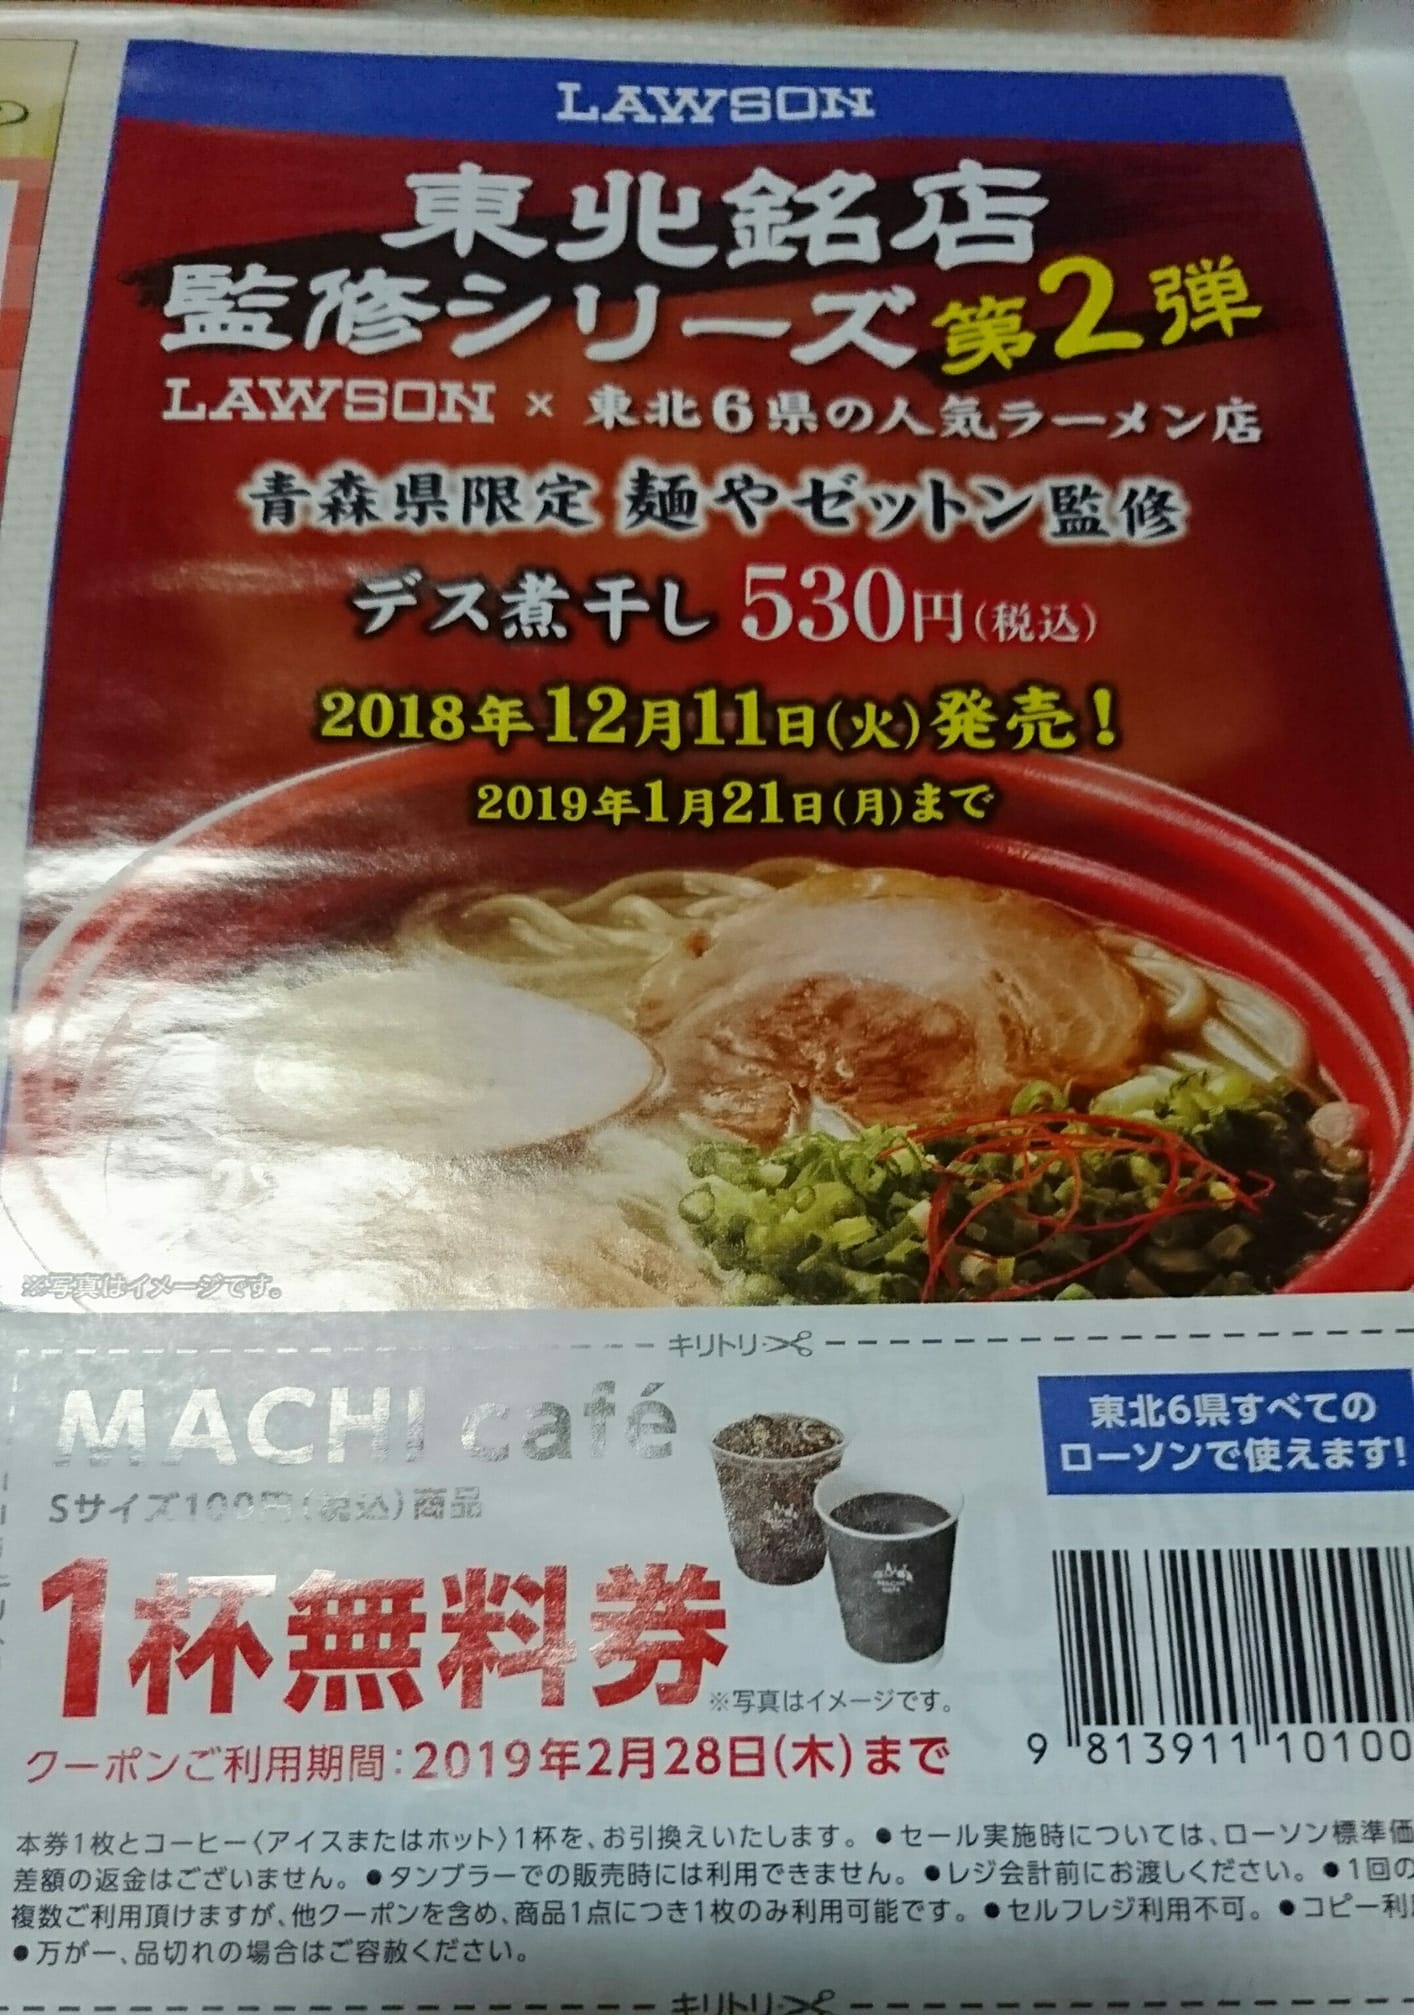 LAWSON
東北銘店
監修シリーズ 第2弾
LAWSON × 東北6県の人気ラーメン店
青森県限定 麺やゼットン監修
デス煮干し 530円(税込)
2018年12月11日(火)発売!
2019年1月21日(月)まで
※写真はイメージです。
キリトリ
MACHI café
Sサイズ100円(税込)商品
1杯無料券
※写真はイメージです。
東北6県すべての
ローソンで使えます!
9 813911 10100
クーポンご利用期間:2019年2月28日(木)まで
本券1枚とコーヒー〈アイスまたはホット〉1杯を、お引換えいたします。●セール実施時については、ローソン標準価
差額の返金はございません。●タンブラーでの販売時には利用できません。●レジ会計前にお渡しください。●1回の
複数ご利用頂けますが、他クーポンを含め、商品1点につき1枚のみ利用可能です。●セルフレジ利用不可。●コピー利
●万が一、品切れの場合はご容赦ください。
キリトリ